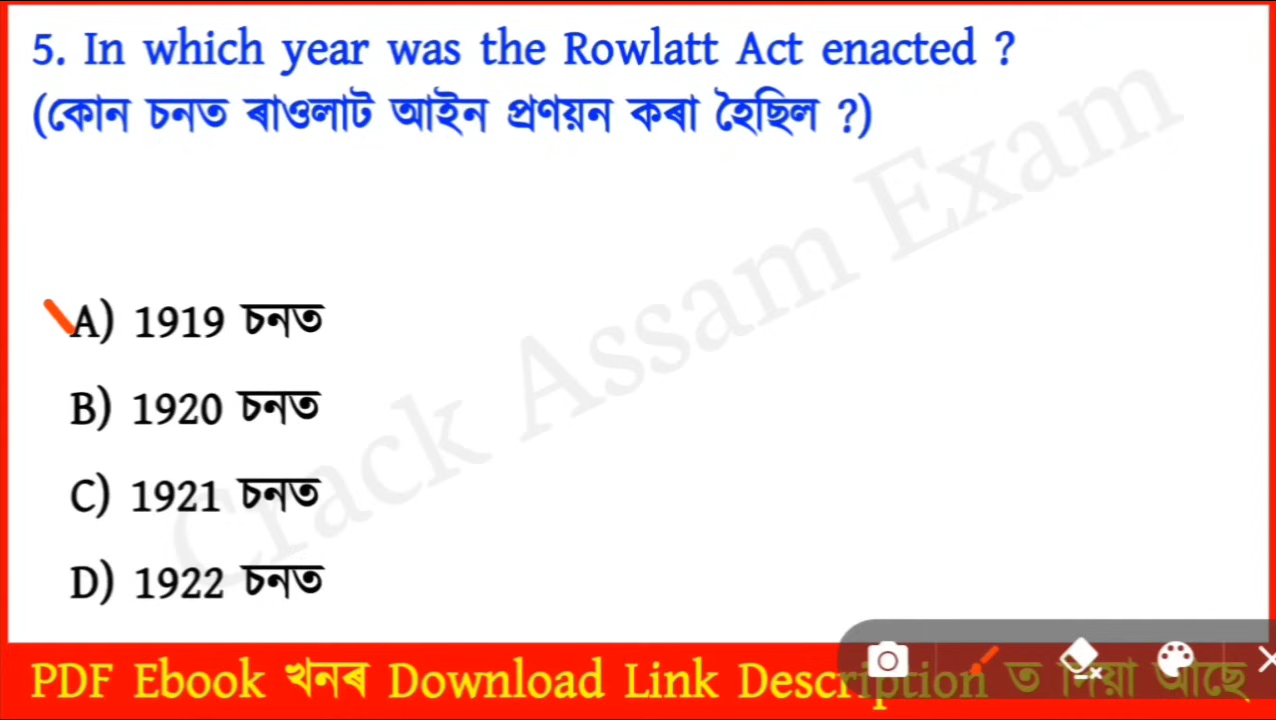 5. In which year was the Rowlatt Act enacted ?
(কোন চনত ৰাওলাট আইন প্ৰণয়ন কৰা হৈছিল ?)
Crack Assam Exam
A) 1919 চনত
B) 1920 চনত
C) 1921 চনত
D) 1922 চনত
PDF Ebook খনৰ Download Link Description ত দিয়া আছে